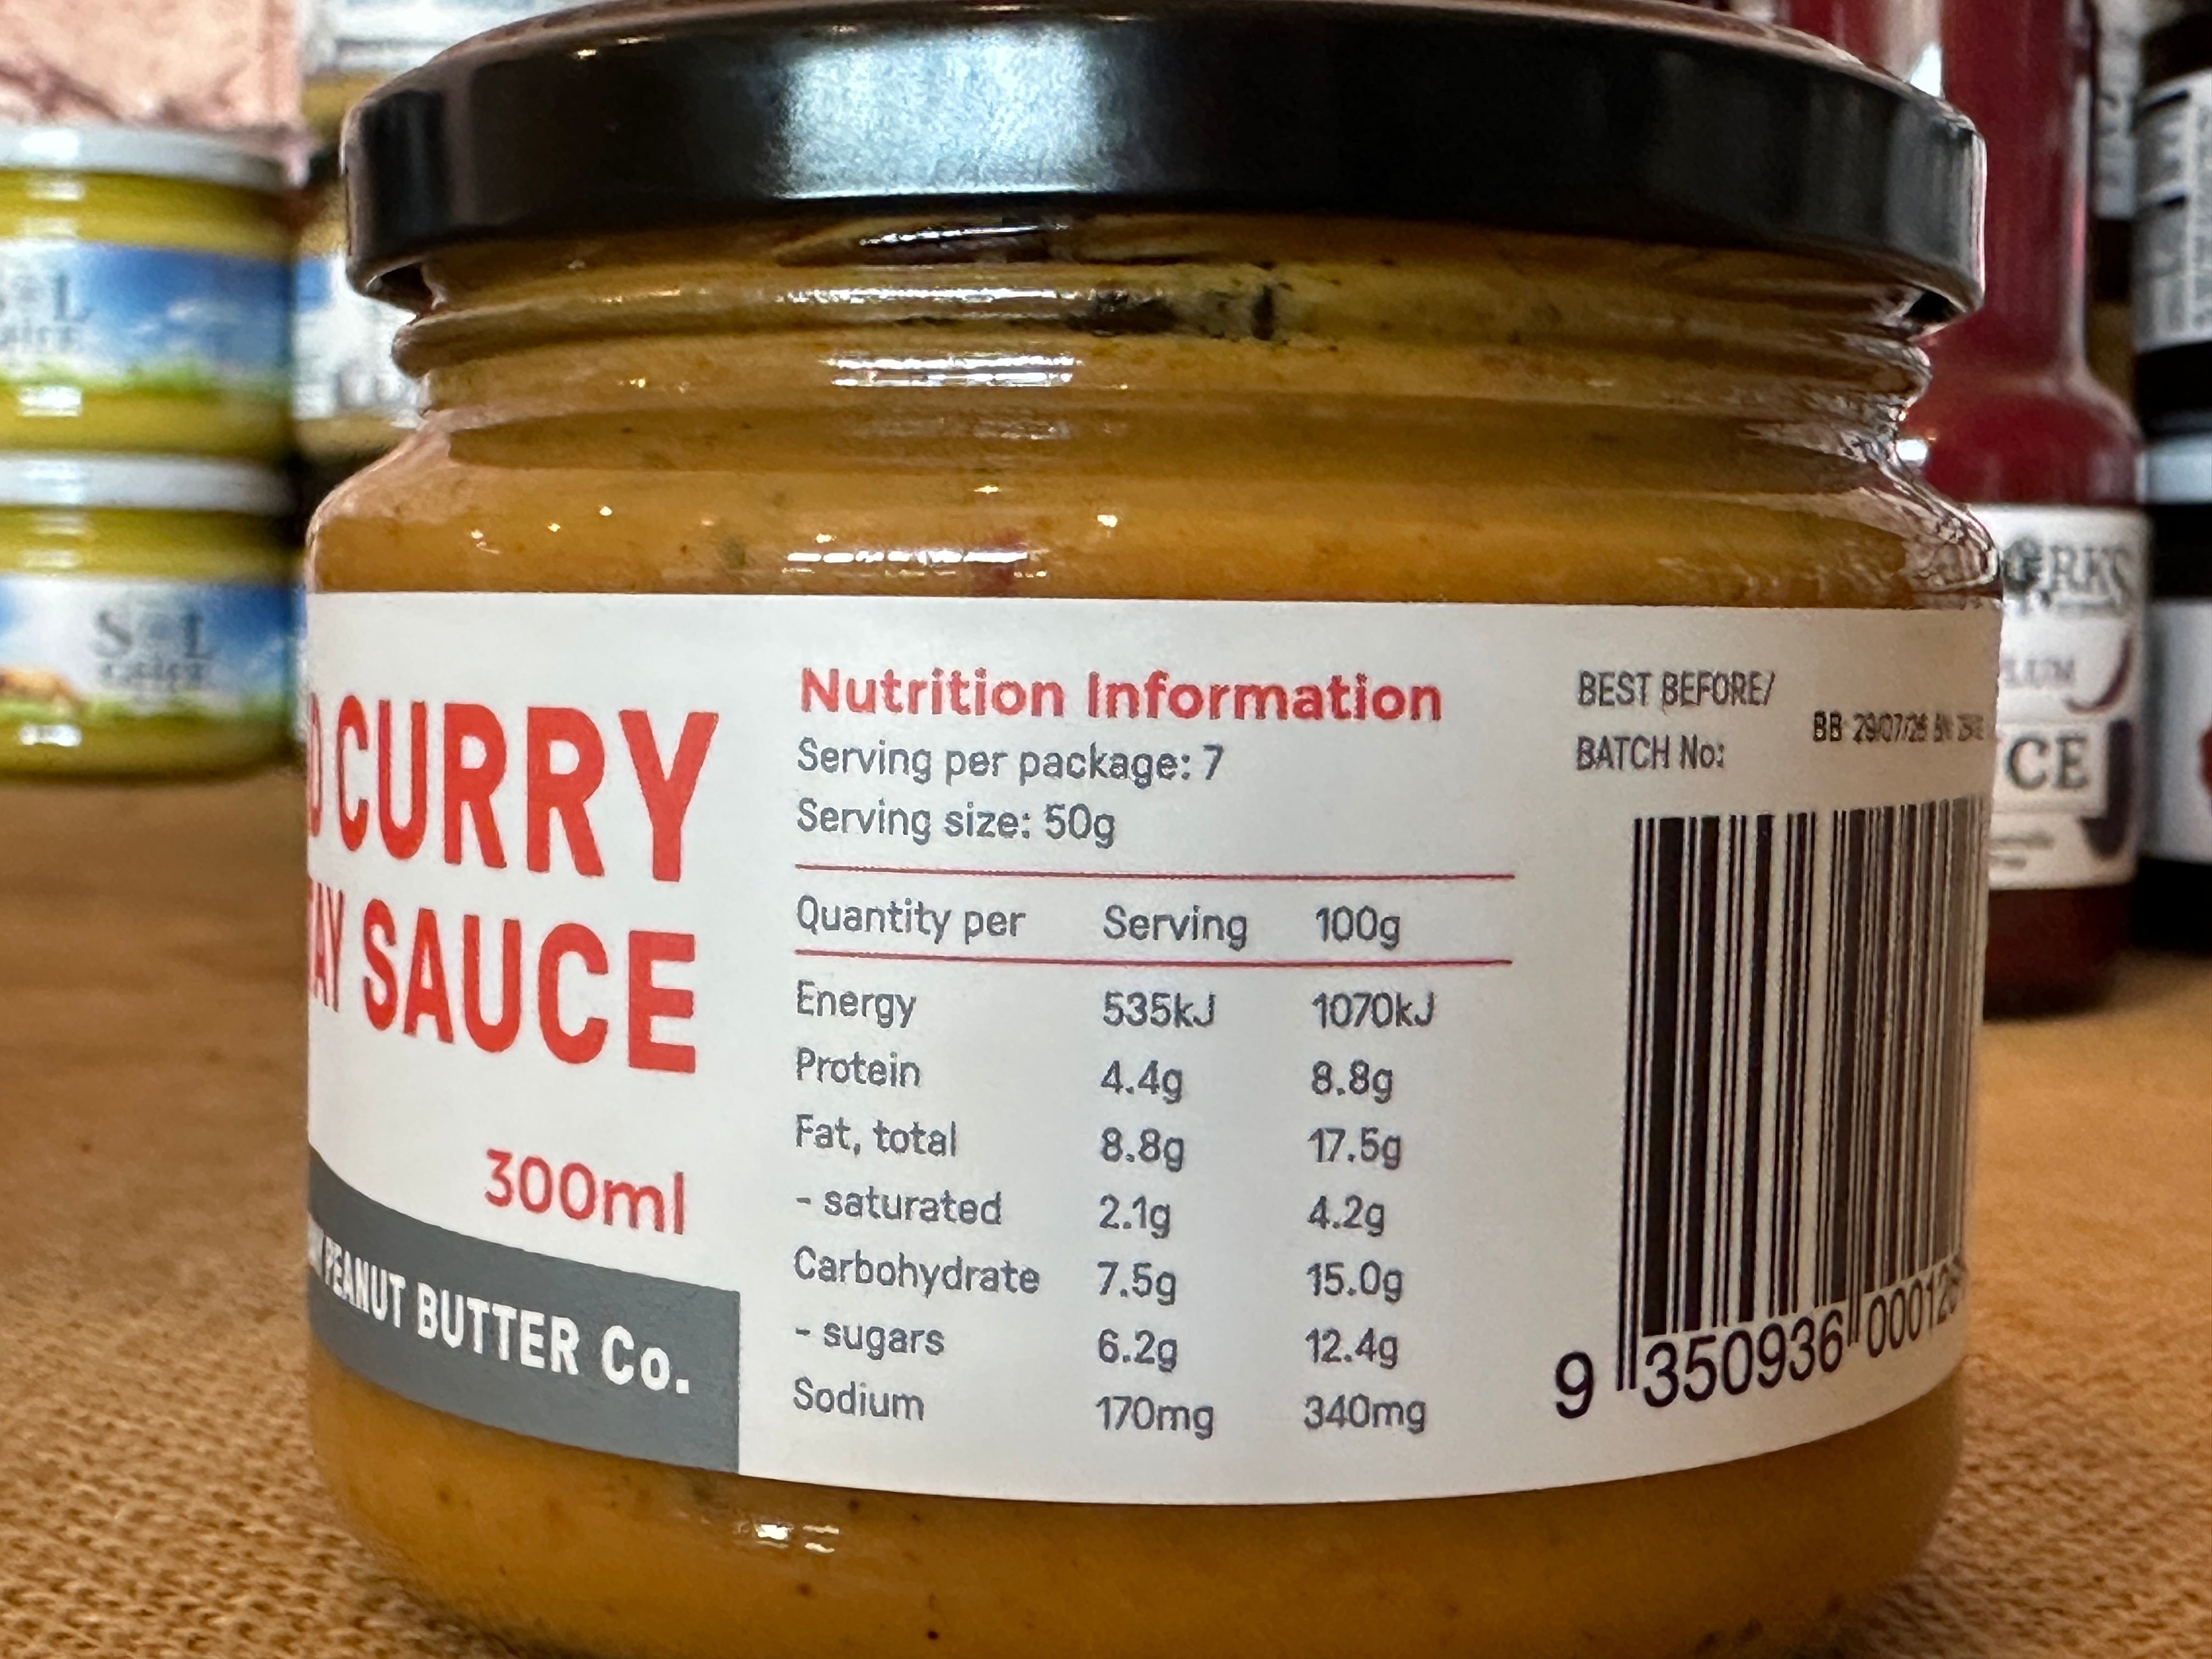 CURRY
SAUCE
300ml
PEANUT BUTTER Co.
Nutrition Information
Serving per package: 7
Serving size: 50g
Quantity per Serving 100g
Energy 535kJ 1070kJ
Protein 4.4g 8.8g
Fat, total 8.8g 17.5g
- saturated 2.1g 4.2g
Carbohydrate 7.5g 15.0g
- sugars 6.2g 12.4g
Sodium 170mg 340mg
BEST BEFORE/
BATCH No:
BB
9 350936